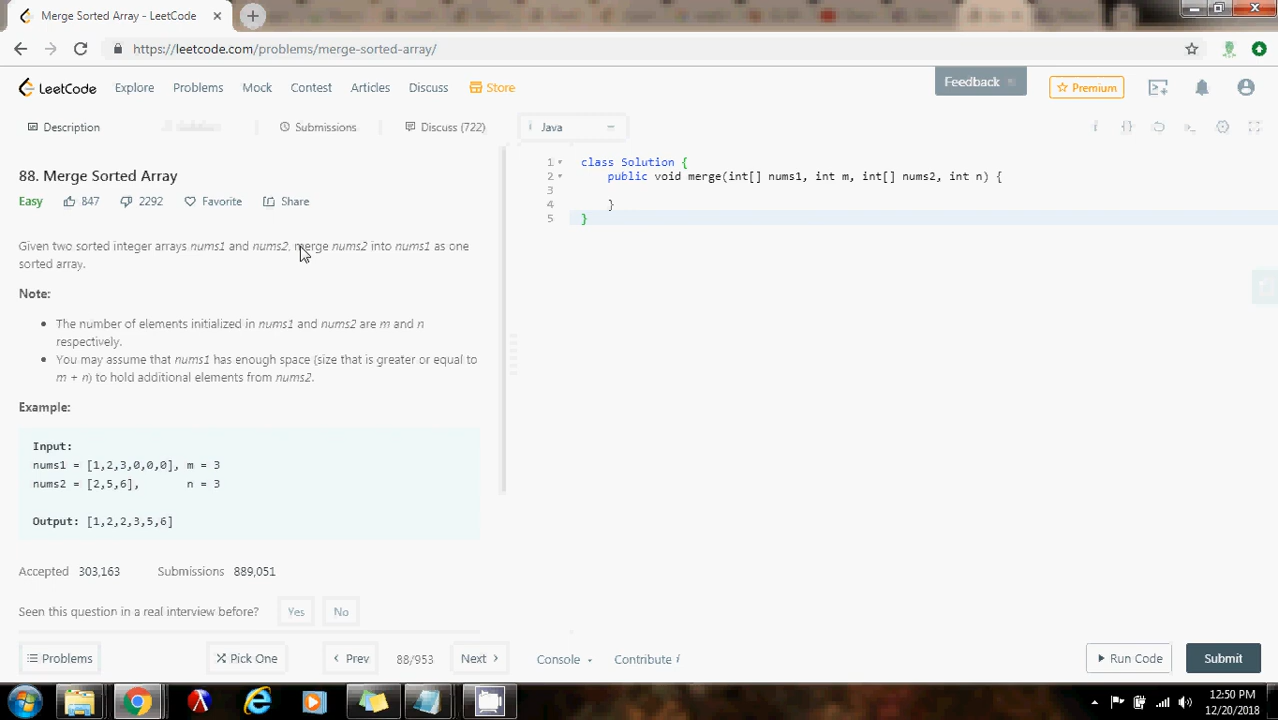 Merge Sorted Array - LeetCode
https://leetcode.com/problems/merge-sorted-array/
LeetCode Explore Problems Mock Contest Articles Discuss Store Feedback Premium
Description Submissions Discuss (722) Java
88. Merge Sorted Array
Easy 847 2292 Favorite Share
Given two sorted integer arrays nums1 and nums2, merge nums2 into nums1 as one
sorted array.
Note:
The number of elements initialized in nums1 and nums2 are m and n
respectively.
You may assume that nums1 has enough space (size that is greater or equal to
m + n) to hold additional elements from nums2.
Example:
Input:
nums1 = [1,2,3,0,0,0], m = 3
nums2 = [2,5,6], n = 3
Output: [1,2,2,3,5,6]
Accepted 303,163 Submissions 889,051
Seen this question in a real interview before? Yes No
1 class Solution {
2 public void merge(int[] nums1, int m, int[] nums2, int n) {
3
4 }
5 }
Problems Pick One Prev 88/953 Next Console Contribute Run Code Submit
12:50 PM
12/20/2018